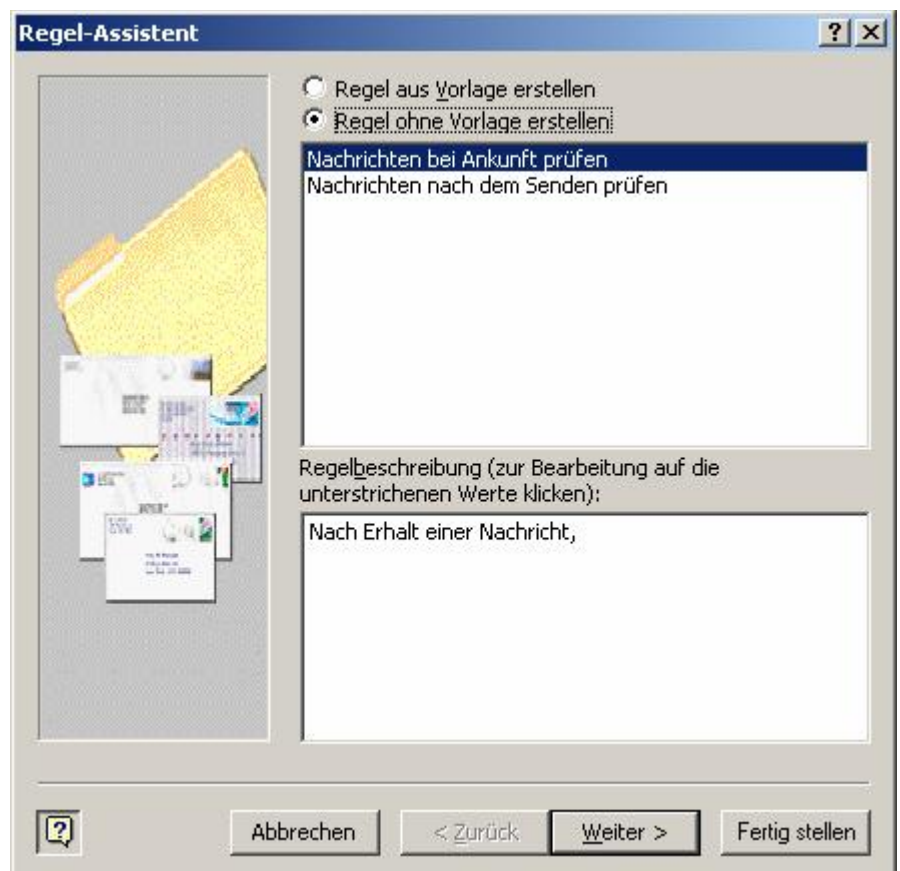 Regel-Assistent
Regel aus Vorlage erstellen
Regel ohne Vorlage erstellen
Nachrichten bei Ankunft prüfen
Nachrichten nach dem Senden prüfen
Regelbeschreibung (zur Bearbeitung auf die
unterstrichenen Werte klicken):
Nach Erhalt einer Nachricht,
Abbrechen
< Zurück
Weiter >
Fertig stellen